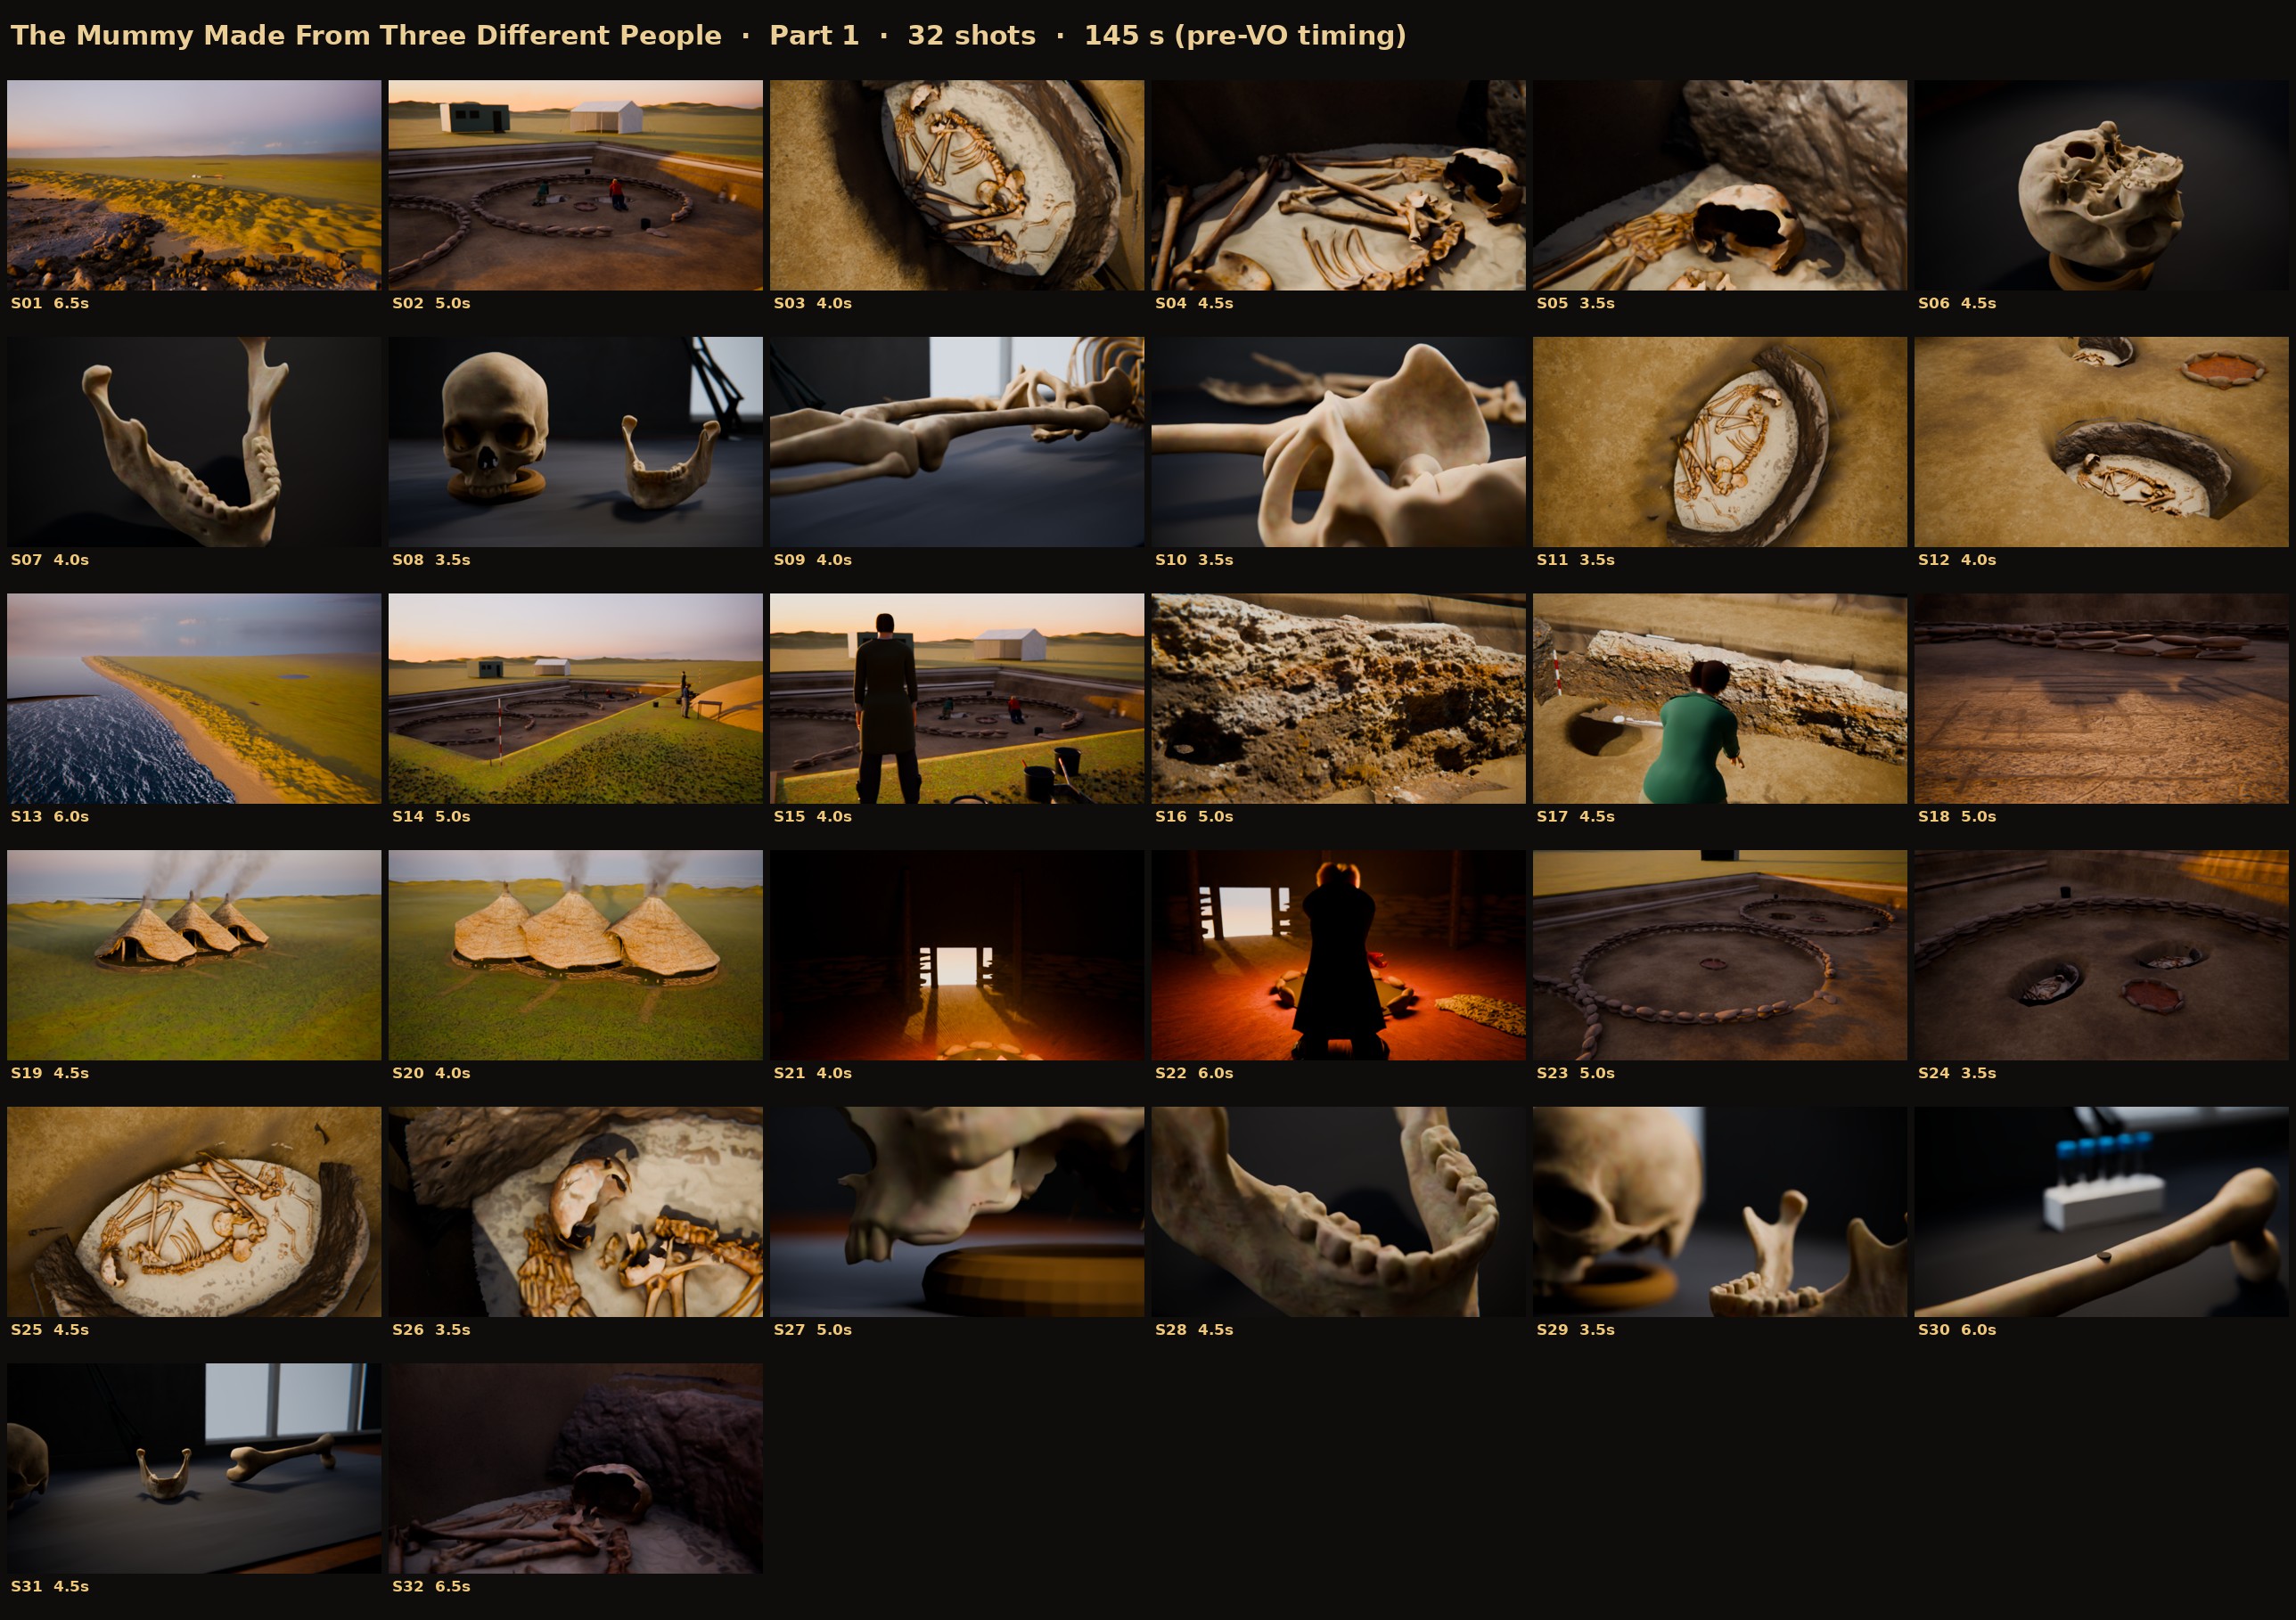 The Mummy Made From Three Different People · Part 1 · 32 shots · 145 s (pre-VO timing)
S01 6.5s
S02 5.0s
S03 4.0s
S04 4.5s
S05 3.5s
S06 4.5s
S07 4.0s
S08 3.5s
S09 4.0s
S10 3.5s
S11 3.5s
S12 4.0s
S13 6.0s
S14 5.0s
S15 4.0s
S16 5.0s
S17 4.5s
S18 5.0s
S19 4.5s
S20 4.0s
S21 4.0s
S22 6.0s
S23 5.0s
S24 3.5s
S25 4.5s
S26 3.5s
S27 5.0s
S28 4.5s
S29 3.5s
S30 6.0s
S31 4.5s
S32 6.5s